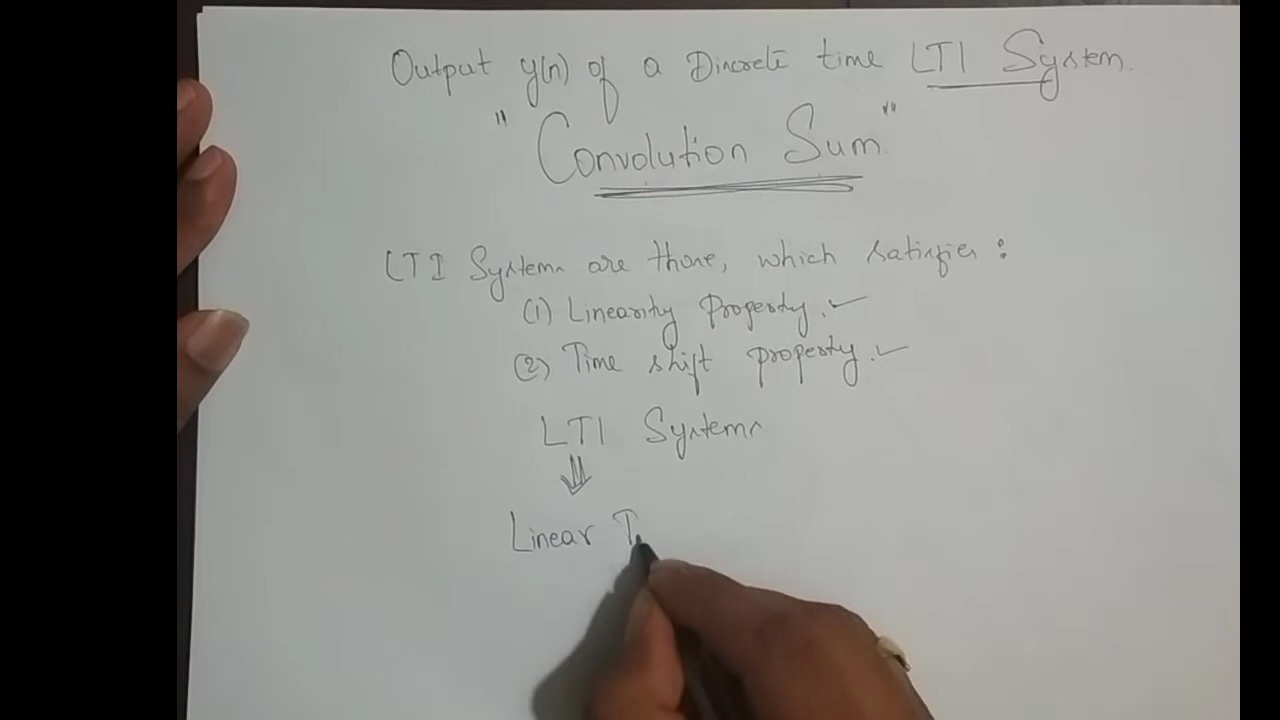 Output y(n) of a Discrete time LTI System.
"Convolution Sum"
LTI Systems are those, which satisfies :
(1) Linearity Property.
(2) Time shift property.
LTI Systems
Linear T